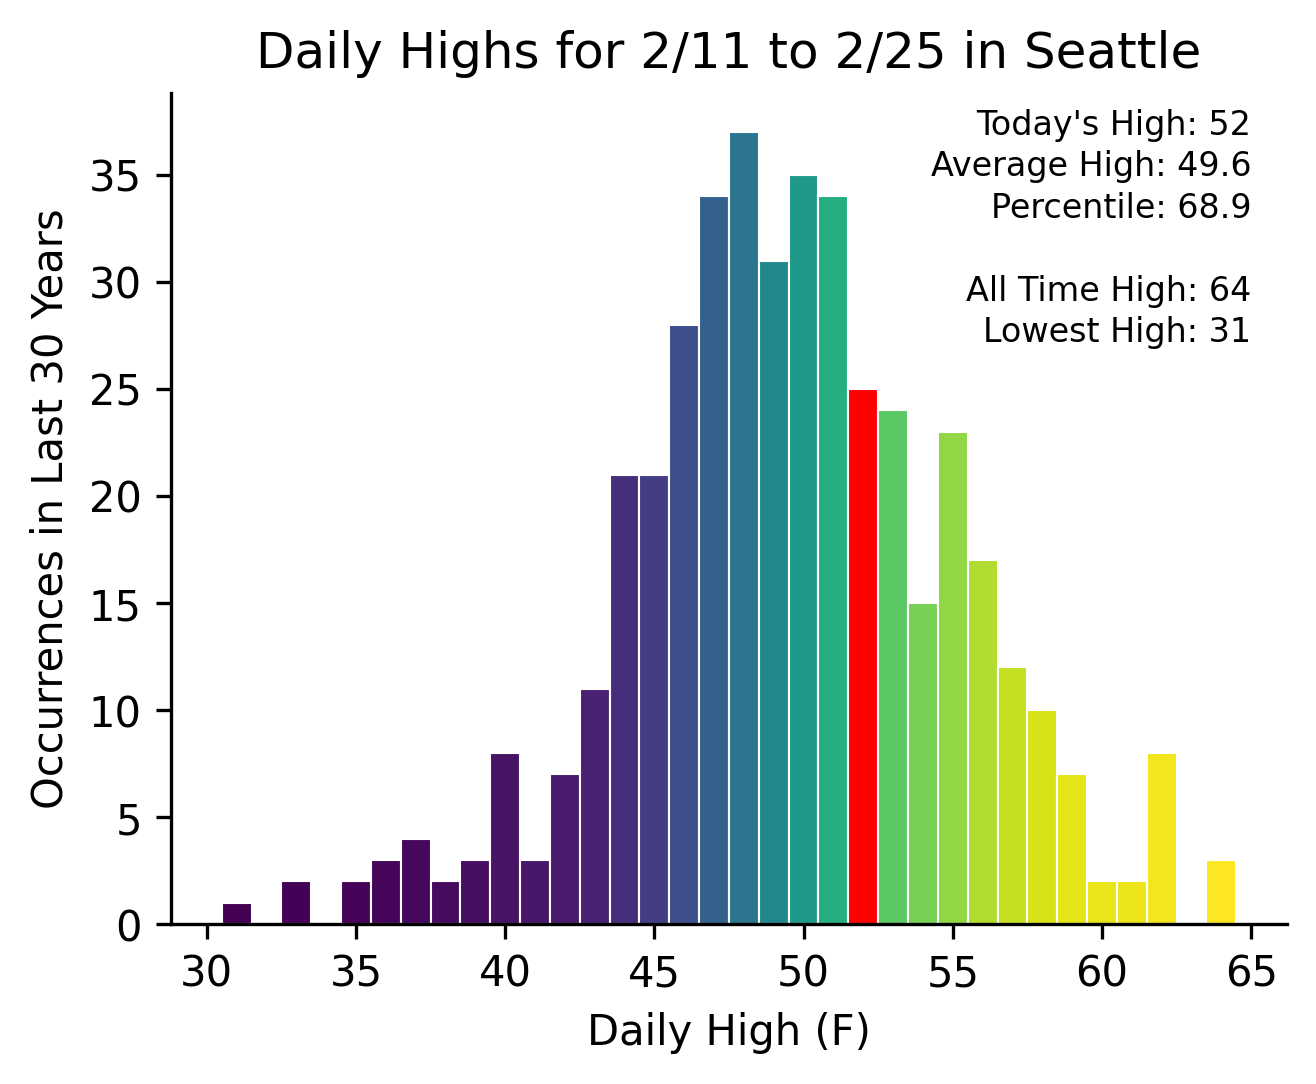 Daily Highs for 2/11 to 2/25 in Seattle
Today's High: 52
Average High: 49.6
Percentile: 68.9
All Time High: 64
Lowest High: 31
Occurrences in Last 30 Years
35
30
25
20
15
10
5
0
30 35 40 45 50 55 60 65
Daily High (F)